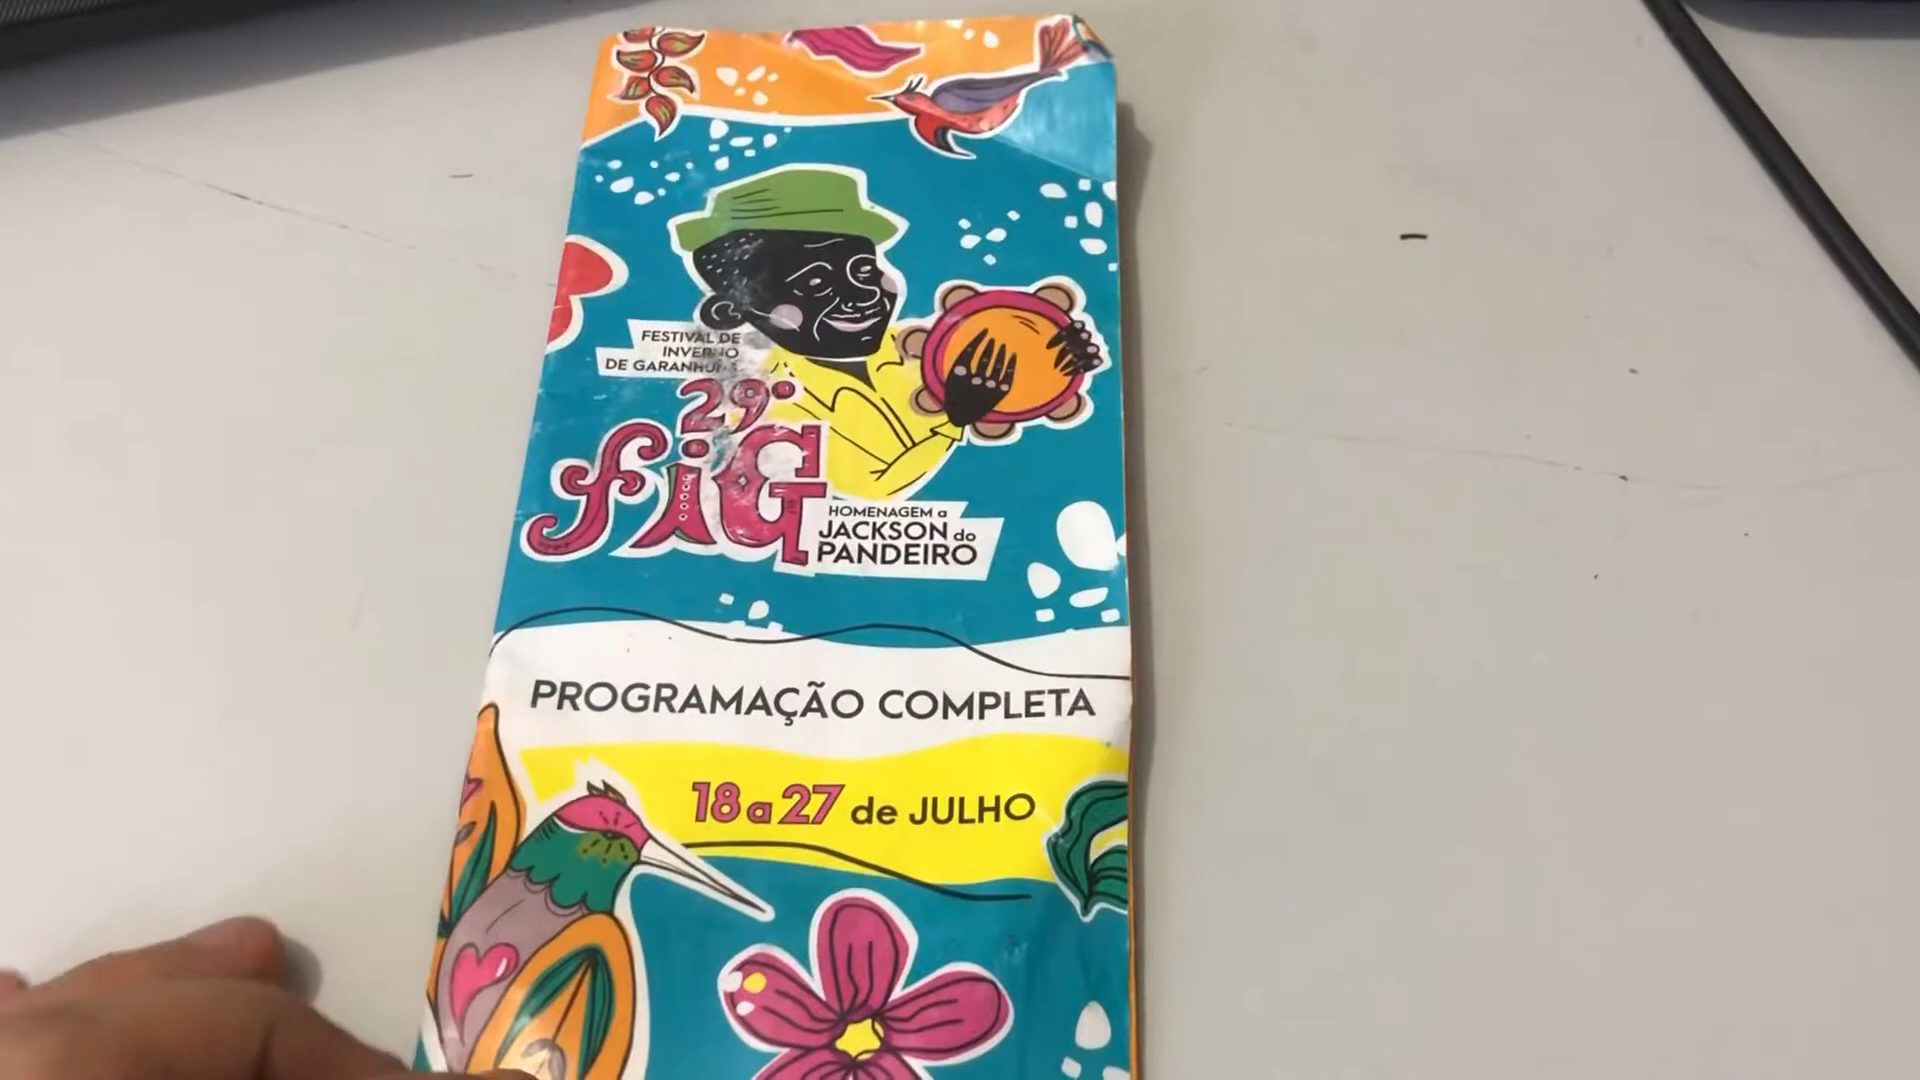 FESTIVAL DE
INVERNO
DE GARANHUNS
29º
fiG
HOMENAGEM a
JACKSON do
PANDEIRO
PROGRAMAÇÃO COMPLETA
18 a 27 de JULHO